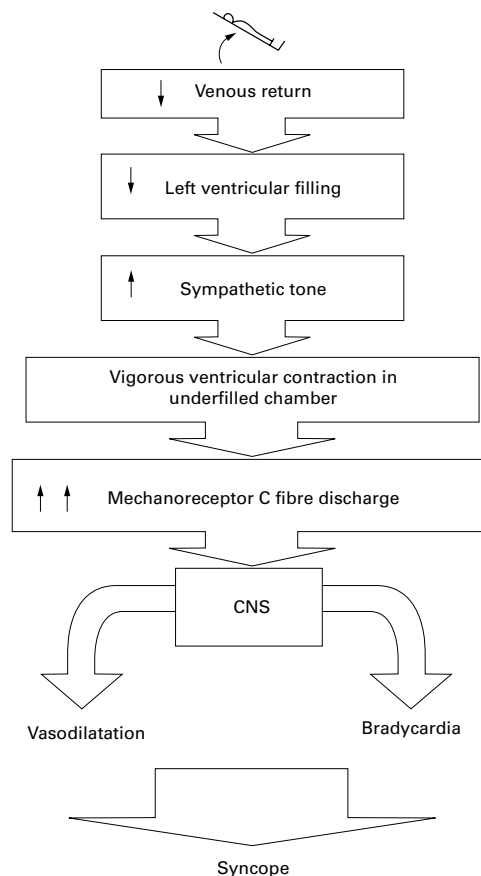 ↓ Venous return
↓ Left ventricular filling
↑ Sympathetic tone
Vigorous ventricular contraction in
underfilled chamber
↑ ↑ Mechanoreceptor C fibre discharge
CNS
Vasodilatation
Bradycardia
Syncope